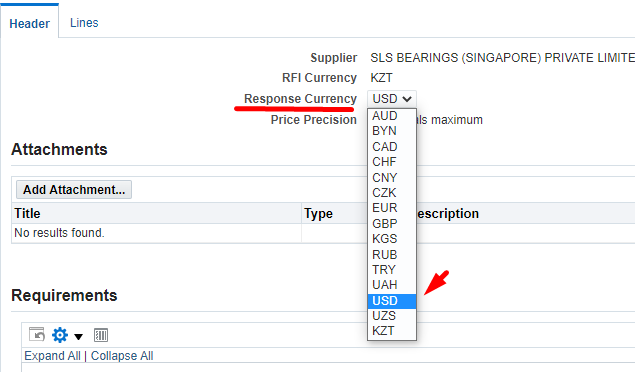 Header
Lines
Supplier SLS BEARINGS (SINGAPORE) PRIVATE LIMITE
RFI Currency KZT
Response Currency USD
Price Precision als maximum
AUD
BYN
CAD
CHF
CNY
CZK
EUR
GBP
KGS
RUB
TRY
UAH
USD
UZS
KZT
Attachments
Add Attachment...
Title Type escription
No results found.
Requirements
Expand All | Collapse All